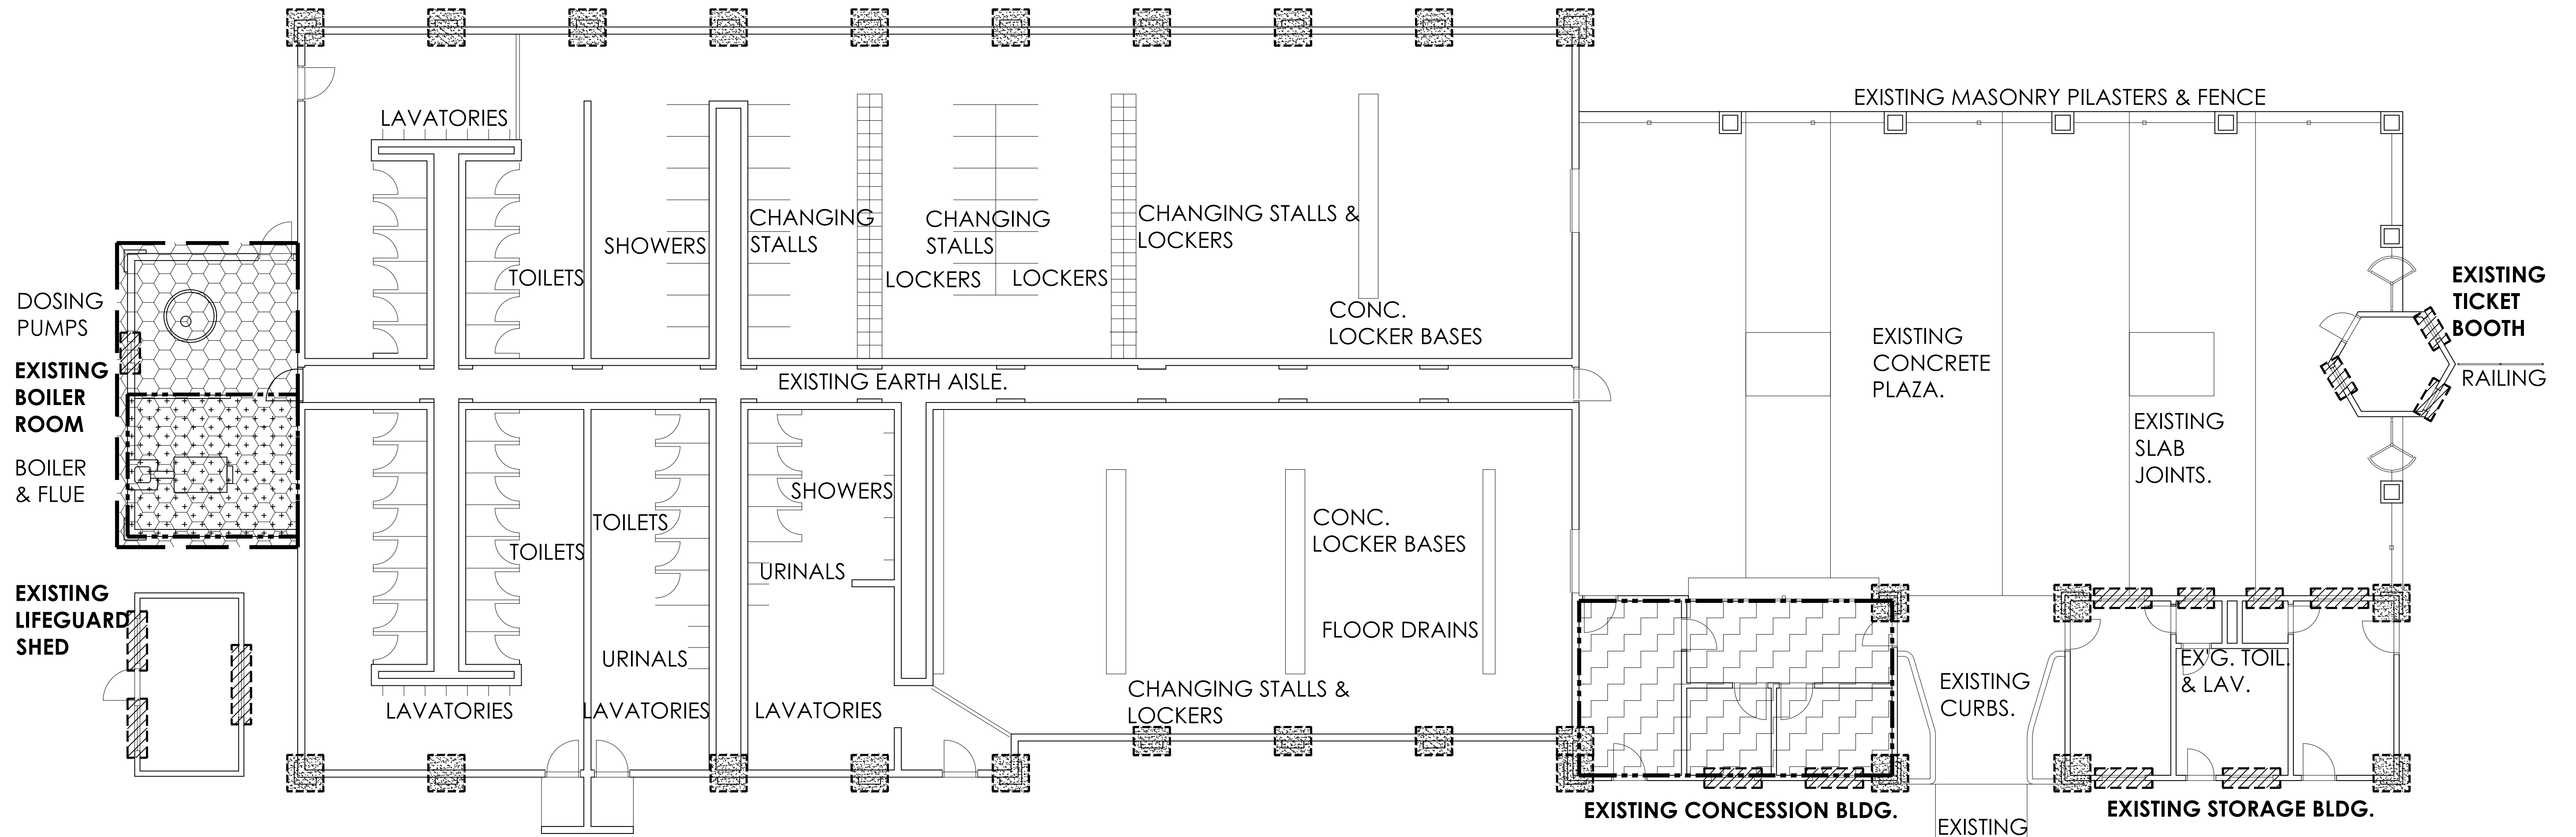 EXISTING MASONRY PILASTERS & FENCE
LAVATORIES
CHANGING
STALLS
CHANGING
STALLS
CHANGING STALLS &
LOCKERS
SHOWERS
TOILETS
LOCKERS
LOCKERS
CONC.
LOCKER BASES
DOSING
PUMPS
EXISTING
BOILER
ROOM
BOILER
& FLUE
EXISTING EARTH AISLE.
EXISTING
CONCRETE
PLAZA.
EXISTING
SLAB
JOINTS.
EXISTING
TICKET
BOOTH
RAILING
SHOWERS
TOILETS
TOILETS
URINALS
CONC.
LOCKER BASES
FLOOR DRAINS
URINALS
EXISTING
LIFEGUARD
SHED
LAVATORIES
LAVATORIES
LAVATORIES
CHANGING STALLS &
LOCKERS
EXISTING
CURBS.
EX'G. TOIL.
& LAV.
EXISTING CONCESSION BLDG.
EXISTING STORAGE BLDG.
EXISTING